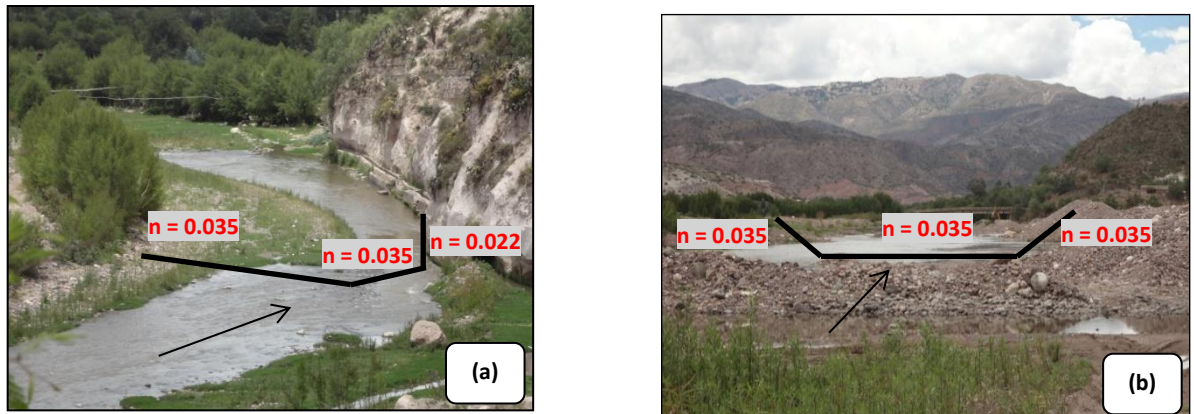 n = 0.035
n = 0.035
n = 0.022
(a)
n = 0.035
n = 0.035
n = 0.035
(b)